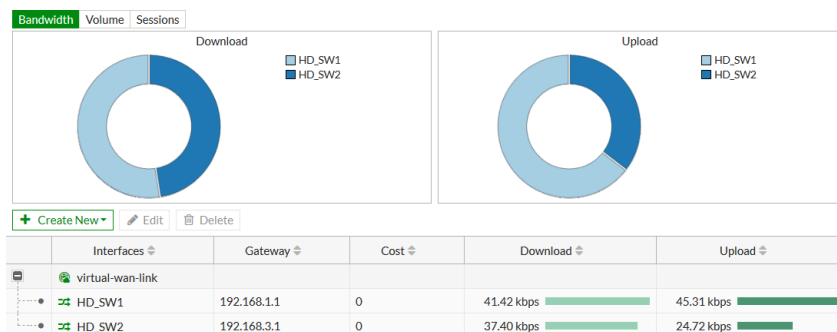 Bandwidth Volume Sessions
Download
HD_SW1
HD_SW2
Upload
HD_SW1
HD_SW2
+ Create New Edit Delete
Interfaces Gateway Cost Download Upload
virtual-wan-link
HD_SW1 192.168.1.1 0 41.42 kbps 45.31 kbps
HD_SW2 192.168.3.1 0 37.40 kbps 24.72 kbps